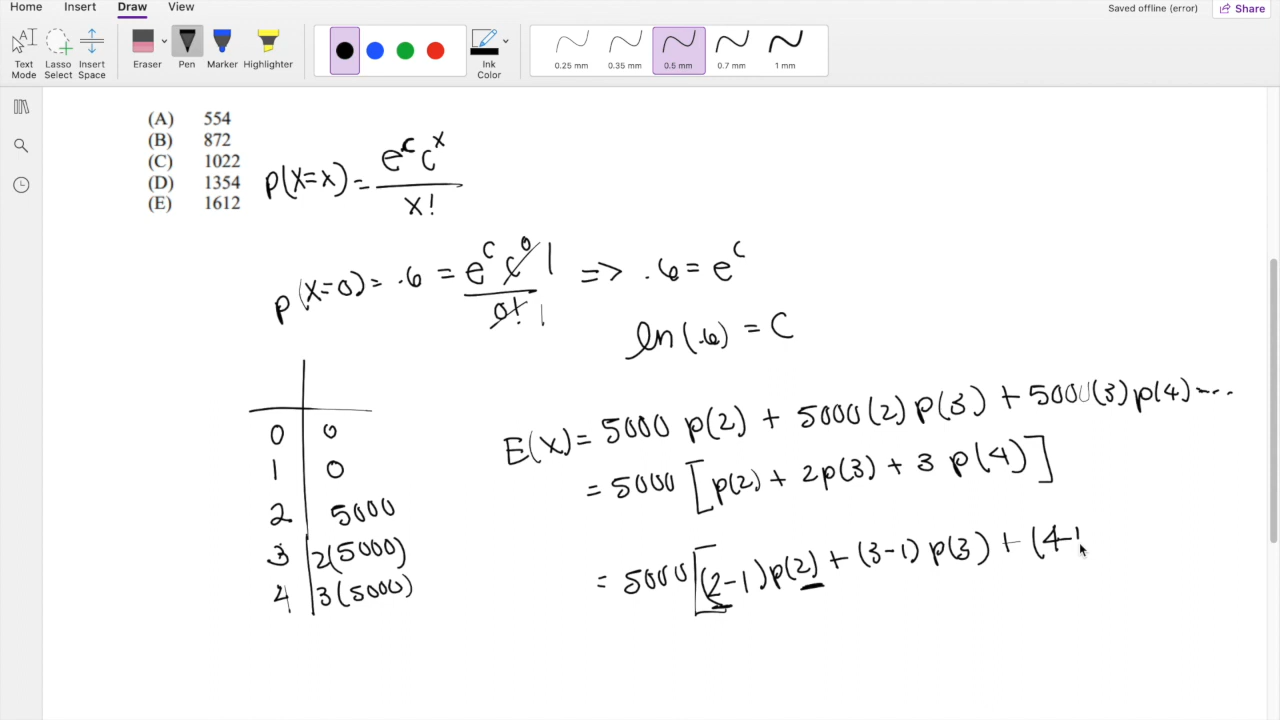 Home Insert Draw View
Saved offline (error)
Share
Text Mode
Lasso Select
Insert Space
Eraser
Pen
Marker
Highlighter
Ink Color
0.25 mm
0.35 mm
0.5 mm
0.7 mm
1 mm
(A) 554
(B) 872
(C) 1022
(D) 1354
(E) 1612
p(X=x) = e^c c^x / x!
p(X=0) = .6 = e^c c^0 1 / 0! 1 => .6 = e^c
ln(.6) = C
0 0
1 0
2 5000
3 2(5000)
4 3(5000)
E(X) = 5000 p(2) + 5000(2) p(3) + 5000(3) p(4) ...
= 5000 [p(2) + 2p(3) + 3 p(4)]
= 5000 [(2-1)p(2) + (3-1) p(3) + (4-1